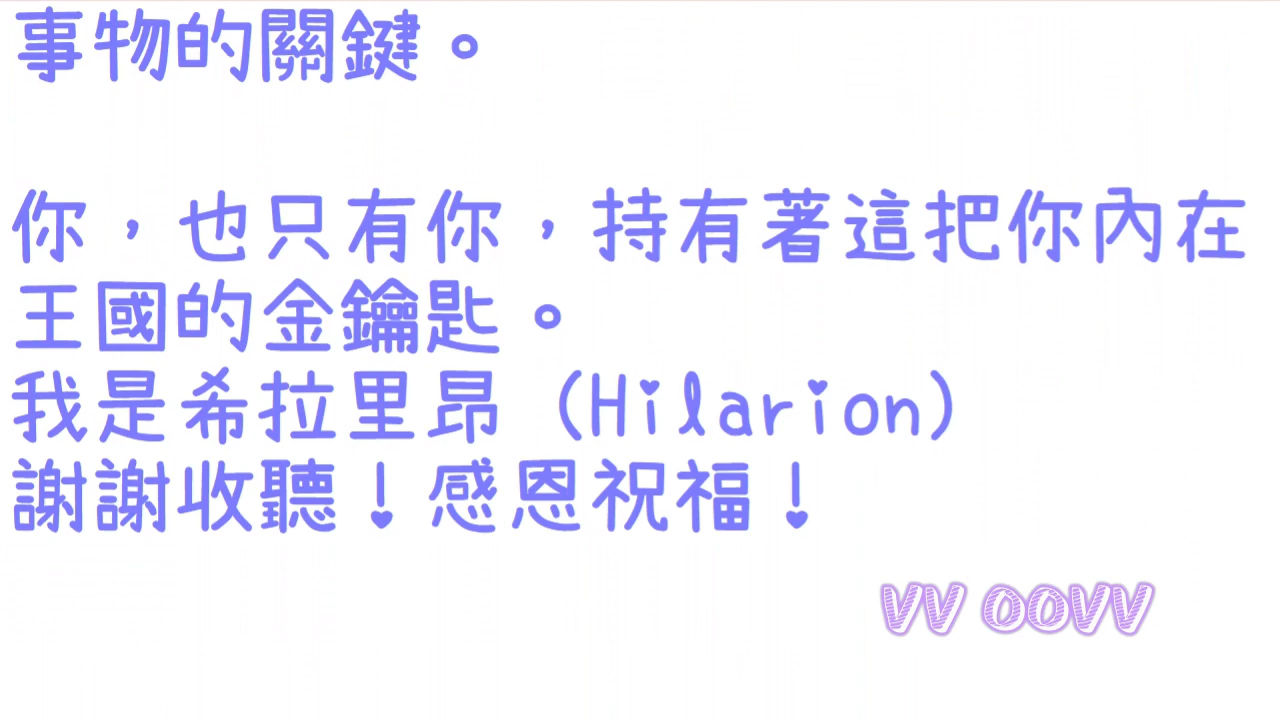 事物的關鍵。
你，也只有你，持有著這把你內在
王國的金鑰匙。
我是希拉里昂（Hilarion）
謝謝收聽！感恩祝福！
VV OOVV